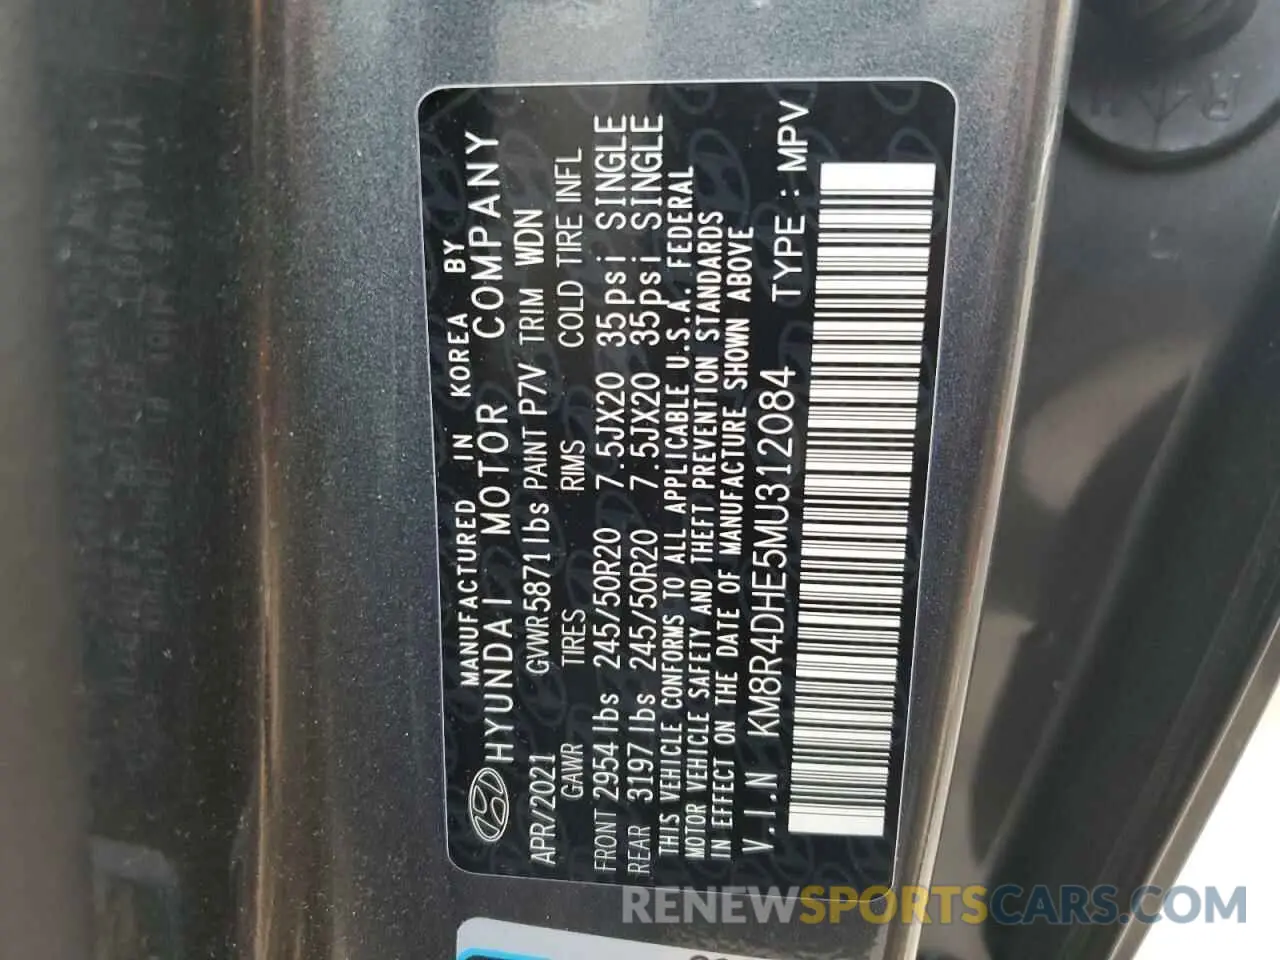 MANUFACTURED IN KOREA BY
HYUNDAI MOTOR COMPANY
APR/2021 GVWR 5871 lbs PAINT P7V TRIM WDN
GAWR TIRES RIMS COLD TIRE INFL
FRONT 2954 lbs 245/50R20 7.5JX20 35psi SINGLE
REAR 3197 lbs 245/50R20 7.5JX20 35psi SINGLE
THIS VEHICLE CONFORMS TO ALL APPLICABLE U.S.A. FEDERAL
MOTOR VEHICLE SAFETY AND THEFT PREVENTION STANDARDS
IN EFFECT ON THE DATE OF MANUFACTURE SHOWN ABOVE
V.I.N KM8R4DHE5MU312084 TYPE : MPV
RENEWSPORTSCARS.COM